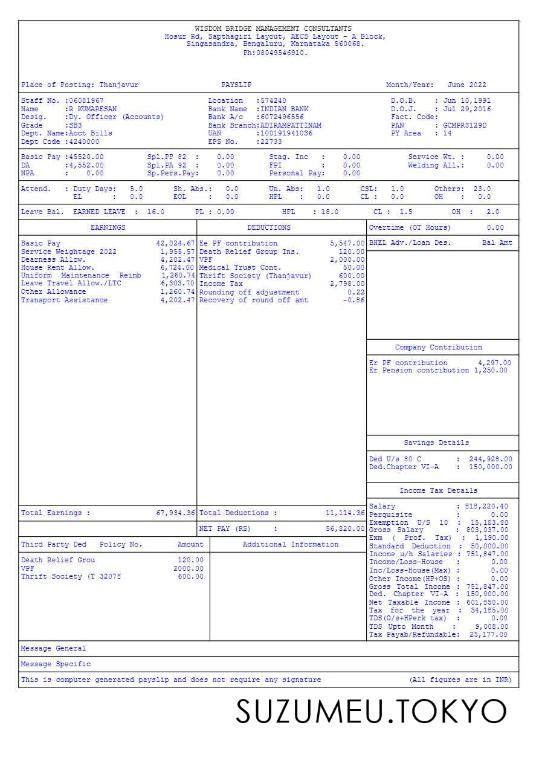 WISDOM BRIDGE MANAGEMENT CONSULTANTS
Hosur Rd, Sapthagiri Layout, AECS Layout - A Block,
Singasandra, Bengaluru, Karnataka 560068.
Ph:08049546910.
Place of Posting: Thanjavur PAYSLIP Month/Year: June 2022
Staff No. :06081967 Location :574240 D.O.B. : Jun 10,1991
Name :R KUMARESAN Bank Name :INDIAN BANK D.O.J. : Jul 29,2016
Desig. :Dy. Officer (Accounts) Bank A/c :6072496556 Fact. Code:
Grade :SB3 Bank Branch:ADIRAMPATTINAM PAN : GCMPR3129D
Dept. Name:Acct Bills UAN :100191941036 PY Area : 14
Dept Code :4240000 EPS No. :22733
Basic Pay :45520.00 Spl.PP 82 : 0.00 Stag. Inc : 0.00 Service Wt. : 0.00
DA :4,552.00 Spl.PA 92 : 0.00 FPI : 0.00 Welding All.: 0.00
NPA : 0.00 Sp.Pers.Pay: 0.00 Personal Pay: 0.00
Attend. : Duty Days: 5.0 Sh. Abs.: 0.0 Un. Abs: 1.0 CSL: 1.0 Others: 23.0
EL : 0.0 EOL : 0.0 HPL : 0.0 CL : 0.0 OH : 0.0
Leave Bal. EARNED LEAVE : 16.0 PL : 0.00 HPL : 18.0 CL : 1.5 OH : 2.0
EARNINGS DEDUCTIONS Overtime (OT Hours) 0.00
Basic Pay 42,024.67 Ee PF contribution 5,547.00 BHEL Adv./Loan Des. Bal Amt
Service Weightage 2022 1,955.57 Death Relief Group Ins. 120.00
Dearness Allow. 4,202.47 VPF 2,000.00
House Rent Allow. 6,724.00 Medical Trust Cont. 50.00
Uniform Maintenance Reimb 1,260.74 Thrift Society (Thanjavur) 600.00
Leave Travel Allow./LTC 6,303.70 Income Tax 2,798.00
Other Allowance 1,260.74 Rounding off adjustment 0.22
Transport Assistance 4,202.47 Recovery of round off amt -0.86
Company Contribution
Er PF contribution 4,297.00
Er Pension contribution 1,250.00
Savings Details
Ded U/s 80 C : 244,928.00
Ded.Chapter VI-A : 150,000.00
Income Tax Details
Total Earnings : 67,934.36 Total Deductions : 11,114.36
NET PAY (RS) : 56,820.00
Third Party Ded Policy No. Amount Additional Information
Death Relief Grou 120.00
VPF 2000.00
Thrift Society (T 32075 600.00
Salary : 818,220.40
Perquisite : 0.00
Exemption U/S 10 : 15,183.80
Gross Salary : 803,037.00
Exm ( Prof. Tax) : 1,190.00
Standard Deduction : 50,000.00
Income u/h Salaries : 751,847.00
Income/Loss-House : 0.00
Inc/Loss-House(Max) : 0.00
Other Income(HP+OS) : 0.00
Gross Total Income : 751,847.00
Ded. Chapter VI-A : 150,000.00
Net Taxable Income : 601,850.00
Tax for the year : 34,185.00
TDS(O/s+HPerk tax) : 0.00
TDS Upto Month : 9,008.00
Tax Payab/Refundable: 25,177.00
Message General
Message Specific
This is computer generated payslip and does not require any signature (All figures are in INR)
SUZUMEU.TOKYO